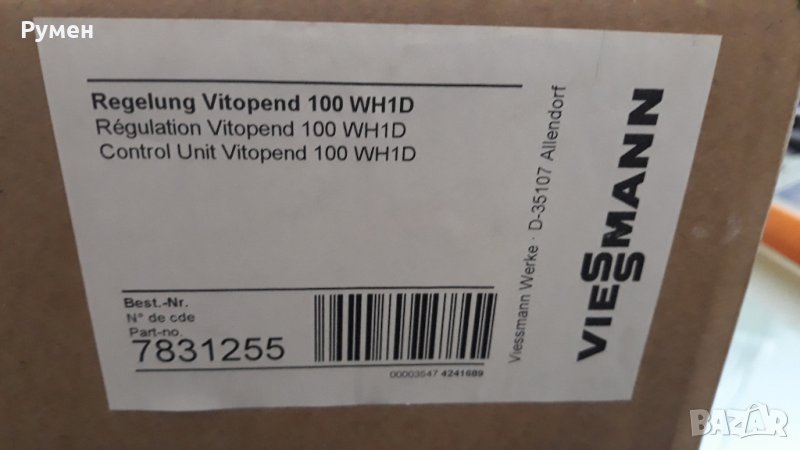 Румен
Regelung Vitopend 100 WH1D
Régulation Vitopend 100 WH1D
Control Unit Vitopend 100 WH1D
Best.-Nr.
N° de cde
Part-no.
7831255
00003547 4241689
Viessmann Werke · D-35107 Allendorf
VIESSMANN
БАZАР